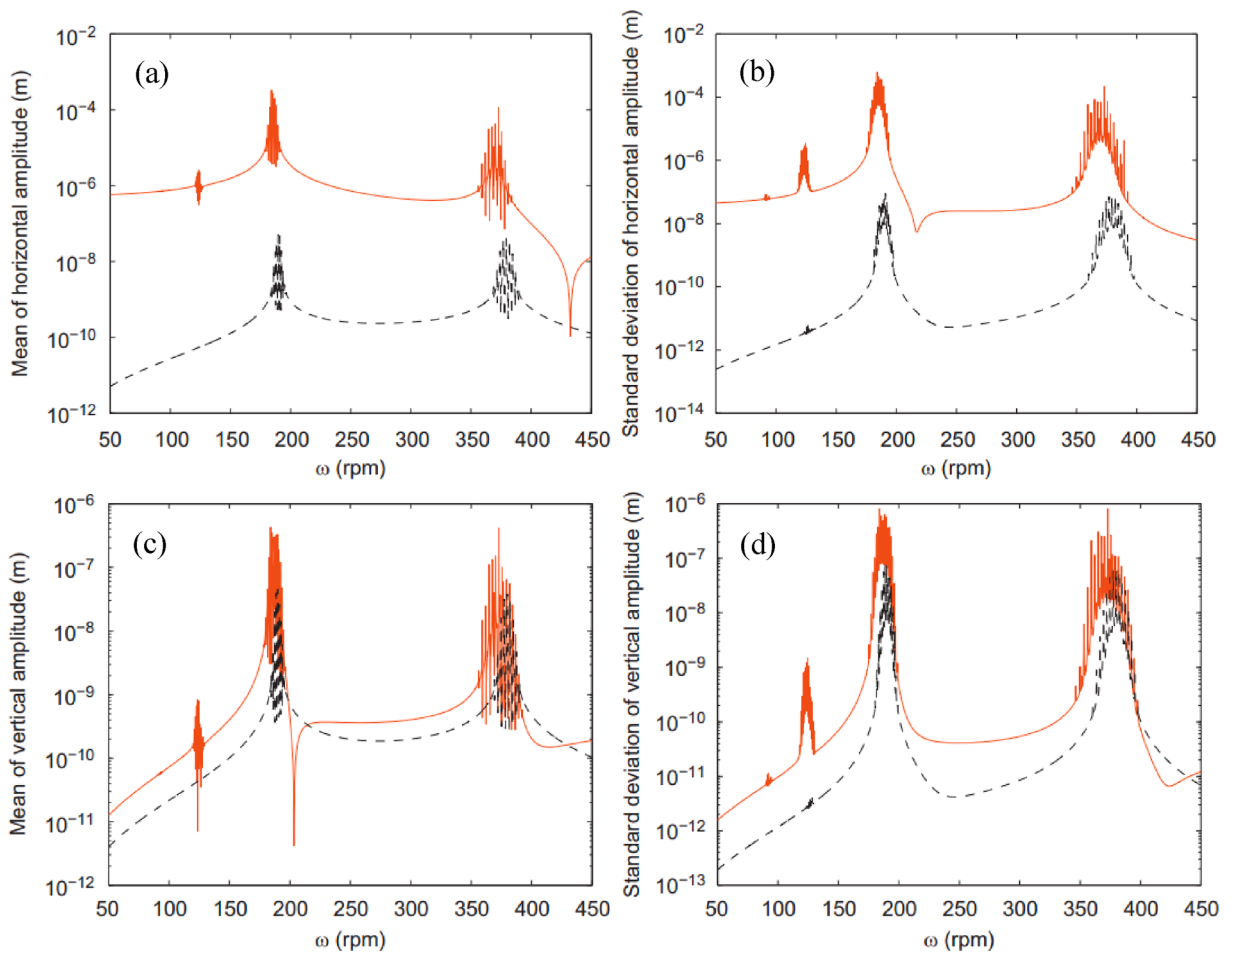 (a)
Mean of horizontal amplitude (m)
10⁻²
10⁻⁴
10⁻⁶
10⁻⁸
10⁻¹⁰
10⁻¹²
50 100 150 200 250 300 350 400 450
ω (rpm)
(b)
Standard deviation of horizontal amplitude (m)
10⁻²
10⁻⁴
10⁻⁶
10⁻⁸
10⁻¹⁰
10⁻¹²
10⁻¹⁴
50 100 150 200 250 300 350 400 450
ω (rpm)
(c)
Mean of vertical amplitude (m)
10⁻⁶
10⁻⁷
10⁻⁸
10⁻⁹
10⁻¹⁰
10⁻¹¹
10⁻¹²
50 100 150 200 250 300 350 400 450
ω (rpm)
(d)
Standard deviation of vertical amplitude (m)
10⁻⁶
10⁻⁷
10⁻⁸
10⁻⁹
10⁻¹⁰
10⁻¹¹
10⁻¹²
10⁻¹³
50 100 150 200 250 300 350 400 450
ω (rpm)